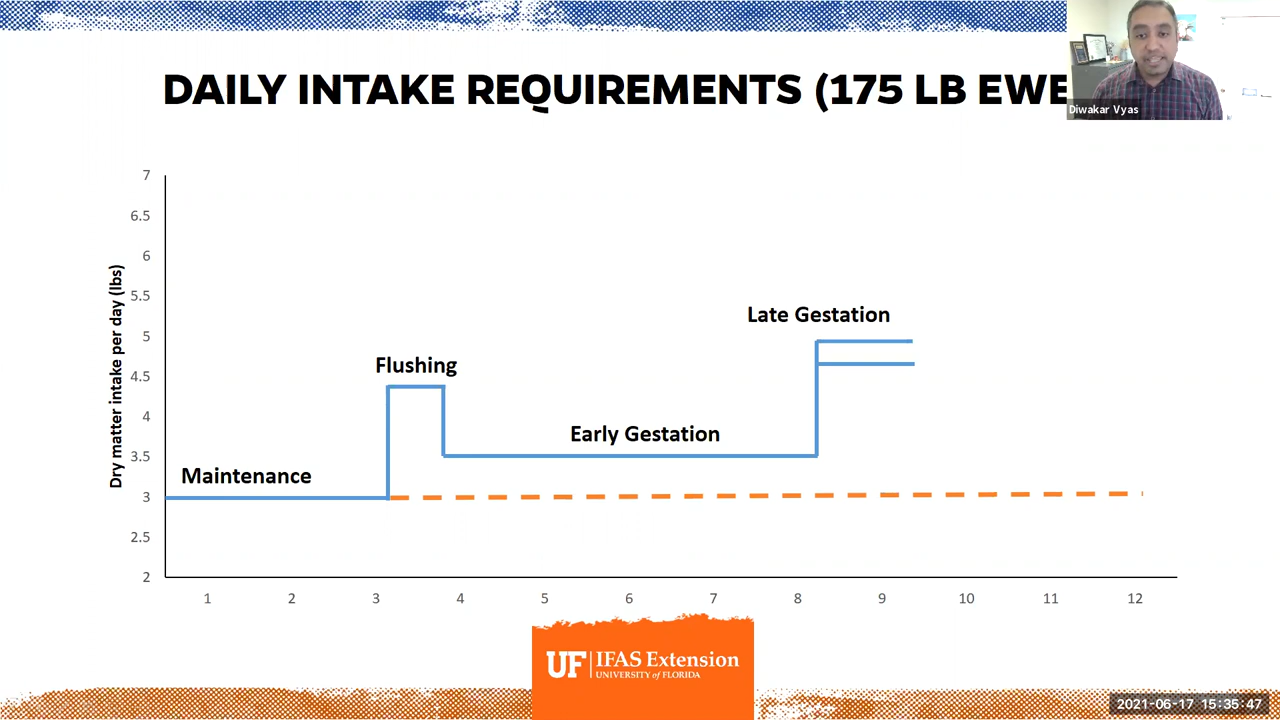 DAILY INTAKE REQUIREMENTS (175 LB EWE
Diwakar Vyas
Dry matter intake per day (lbs)
7
6.5
6
5.5
5
4.5
4
3.5
3
2.5
2
Late Gestation
Flushing
Early Gestation
Maintenance
1 2 3 4 5 6 7 8 9 10 11 12
UF IFAS Extension
UNIVERSITY of FLORIDA
2021-06-17 15:35:47